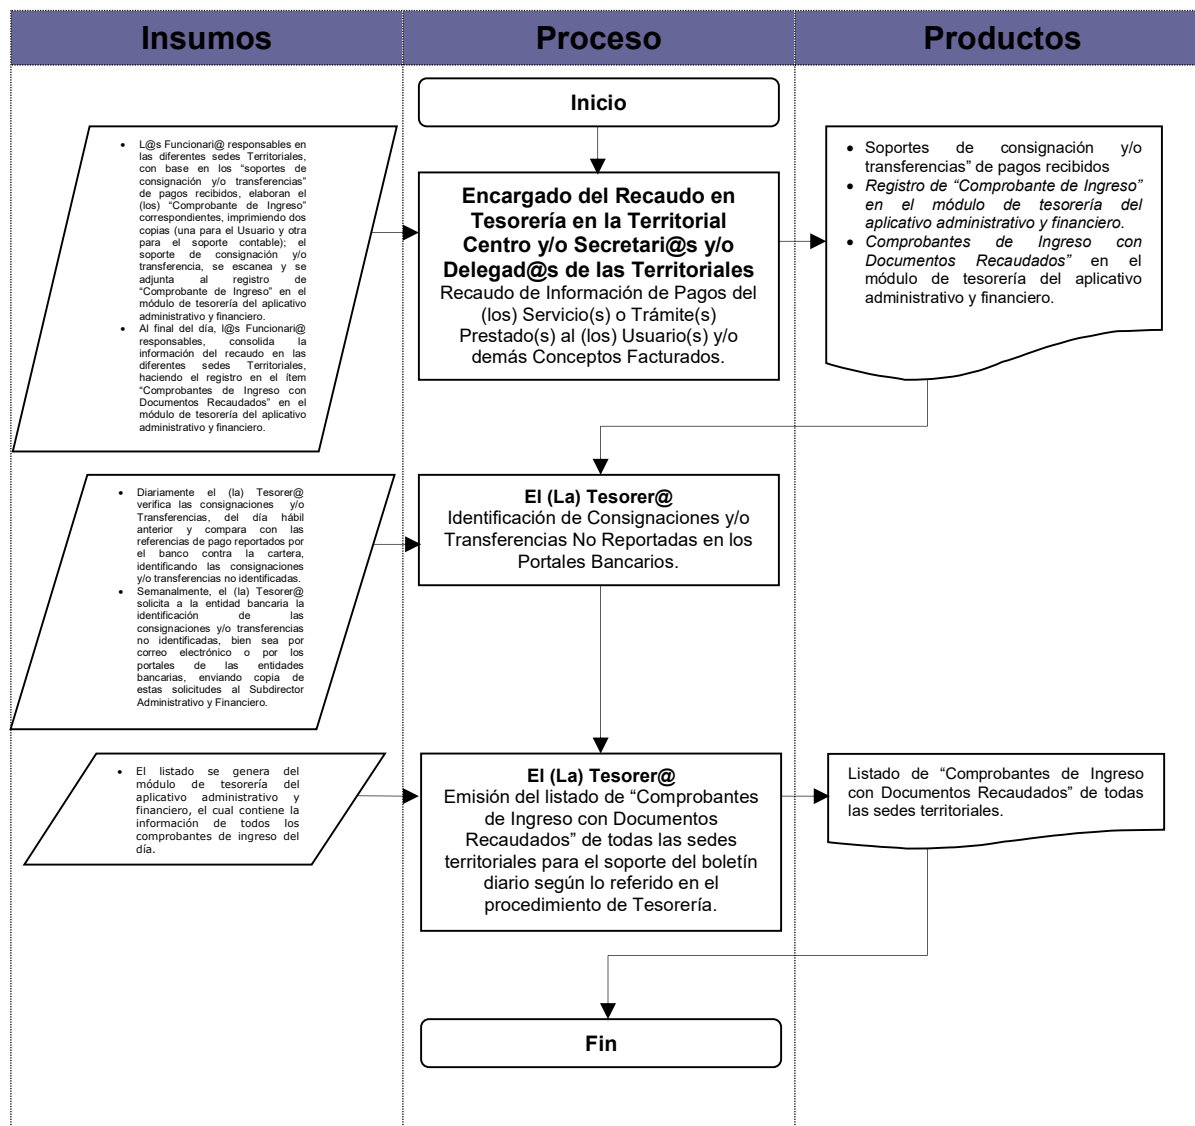 Insumos
Proceso
Productos
Inicio
• L@s Funcionari@ responsables en
las diferentes sedes Territoriales,
con base en los “soportes de
consignación y/o transferencias”
de pagos recibidos, elaboran el
(los) “Comprobante de Ingreso”
correspondientes, imprimiendo dos
copias (una para el Usuario y otra
para el soporte contable); el
soporte de consignación y/o
transferencia, se escanea y se
adjunta al registro de
“Comprobante de Ingreso” en el
módulo de tesorería del aplicativo
administrativo y financiero.
• Al final del día, l@s Funcionari@
responsables, consolida la
información del recaudo en las
diferentes sedes Territoriales,
haciendo el registro en el ítem
“Comprobantes de Ingreso con
Documentos Recaudados” en el
módulo de tesorería del aplicativo
administrativo y financiero.
Encargado del Recaudo en
Tesorería en la Territorial
Centro y/o Secretari@s y/o
Delegad@s de las Territoriales
Recaudo de Información de Pagos del
(los) Servicio(s) o Trámite(s)
Prestado(s) al (los) Usuario(s) y/o
demás Conceptos Facturados.
• Soportes de consignación y/o
transferencias” de pagos recibidos
• Registro de “Comprobante de Ingreso”
en el módulo de tesorería del
aplicativo administrativo y financiero.
• Comprobantes de Ingreso con
Documentos Recaudados” en el
módulo de tesorería del aplicativo
administrativo y financiero.
• Diariamente el (la) Tesorer@
verifica las consignaciones y/o
Transferencias, del día hábil
anterior y compara con las
referencias de pago reportados por
el banco contra la cartera,
identificando las consignaciones
y/o transferencias no identificadas.
• Semanalmente, el (la) Tesorer@
solicita a la entidad bancaria la
identificación de las
consignaciones y/o transferencias
no identificadas, bien sea por
correo electrónico o por los
portales de las entidades
bancarias, enviando copia de
estas solicitudes al Subdirector
Administrativo y Financiero.
El (La) Tesorer@
Identificación de Consignaciones y/o
Transferencias No Reportadas en los
Portales Bancarios.
• El listado se genera del
módulo de tesorería del
aplicativo administrativo y
financiero, el cual contiene la
información de todos los
comprobantes de ingreso del
día.
El (La) Tesorer@
Emisión del listado de “Comprobantes
de Ingreso con Documentos
Recaudados” de todas las sedes
territoriales para el soporte del boletín
diario según lo referido en el
procedimiento de Tesorería.
Listado de “Comprobantes de Ingreso
con Documentos Recaudados” de todas
las sedes territoriales.
Fin